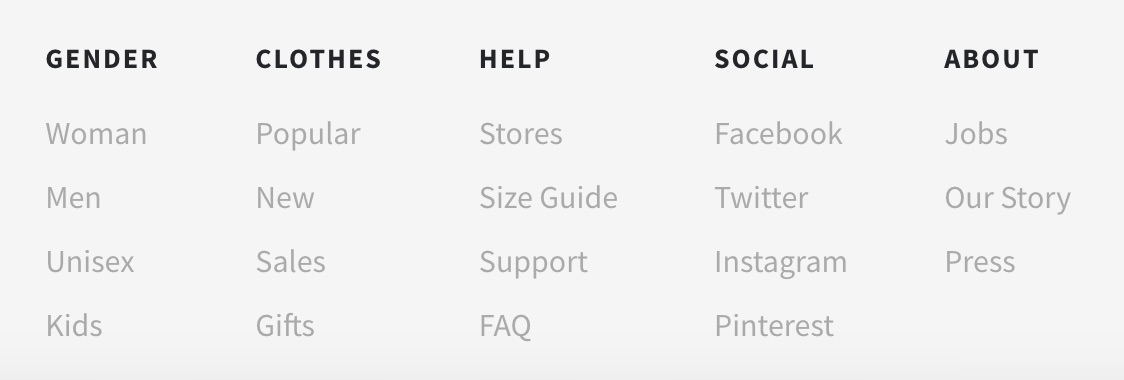 GENDER CLOTHES HELP SOCIAL ABOUT
Woman Popular Stores Facebook Jobs
Men New Size Guide Twitter Our Story
Unisex Sales Support Instagram Press
Kids Gifts FAQ Pinterest